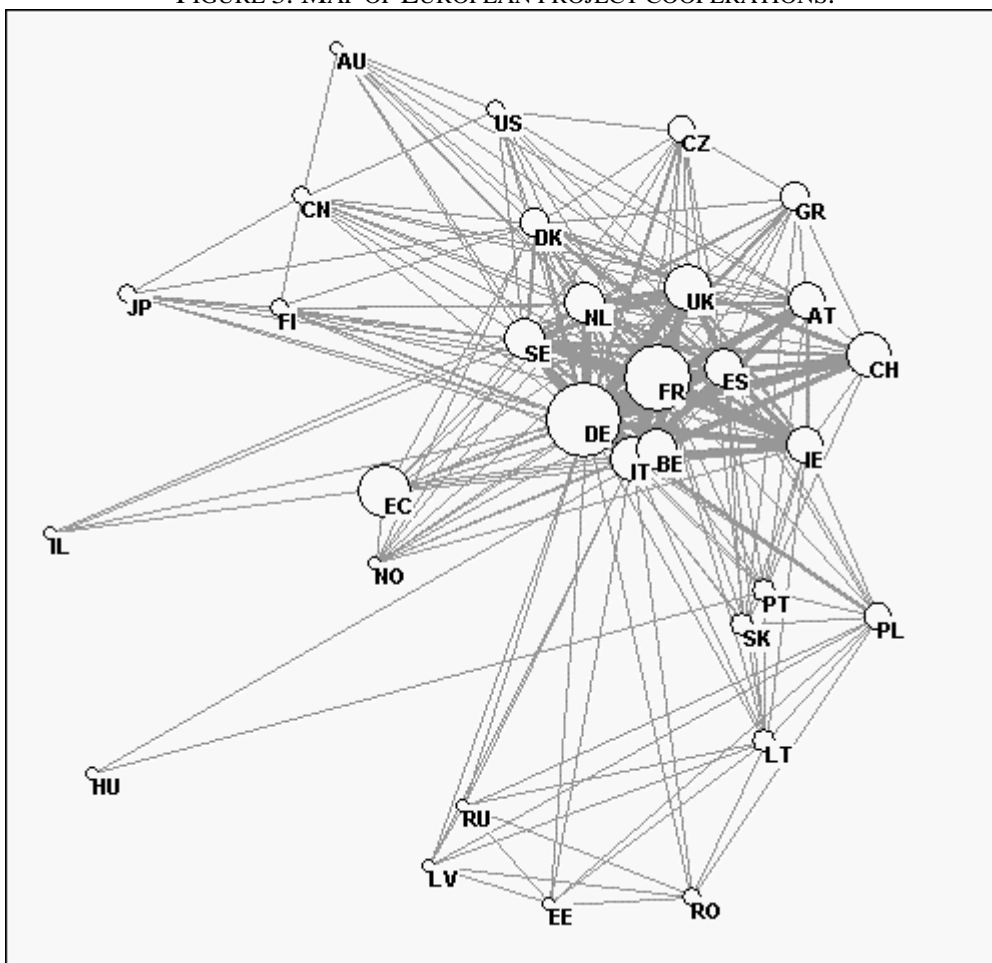 FIGURE 3. MAP OF EUROPEAN PROJECT COOPERATIONS.
AU
US
CZ
CN
GR
DK
JP
FI
NL
UK
AT
SE
FR
ES
CH
DE
IT
BE
IE
EC
IL
NO
PT
SK
PL
LT
HU
RU
LV
EE
RO